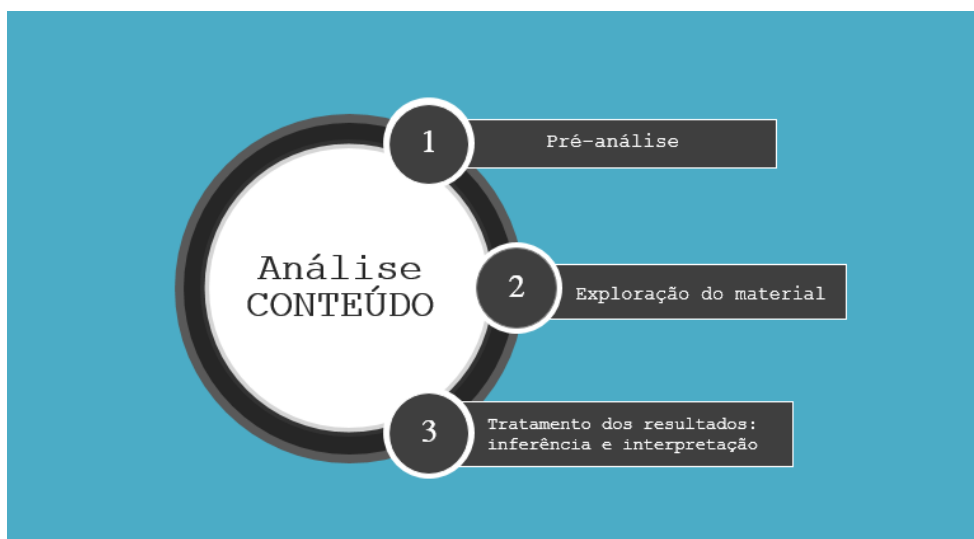 Análise
CONTEÚDO
1
Pré-análise
2
Exploração do material
3
Tratamento dos resultados:
inferência e interpretação